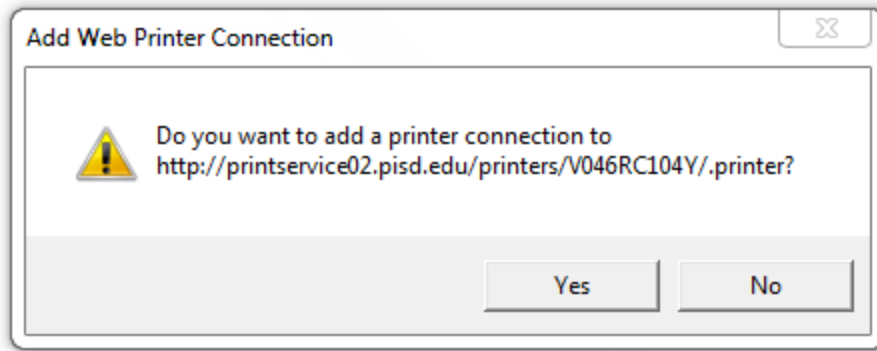 Add Web Printer Connection
Do you want to add a printer connection to
http://printservice02.pisd.edu/printers/V046RC104Y/.printer?
Yes No